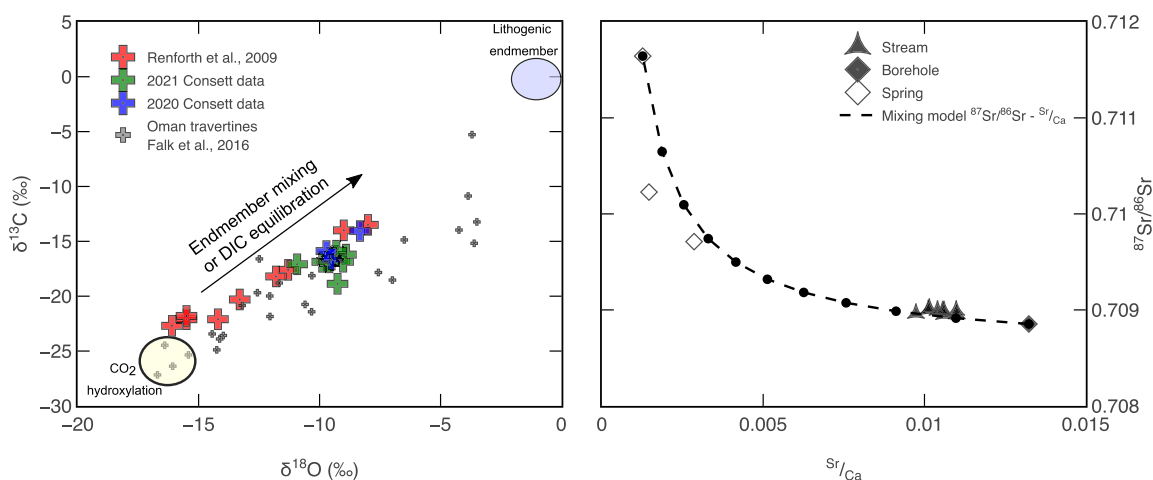 5
0
−5
−10
−15
−20
−25
−30
−20
−15
−10
−5
0
δ¹³C (‰)
δ¹⁸O (‰)
Renforth et al., 2009
2021 Consett data
2020 Consett data
Oman travertines
Falk et al., 2016
Lithogenic
endmember
Endmember mixing
or DIC equilibration
CO₂
hydroxylation
Stream
Borehole
Spring
Mixing model ⁸⁷Sr/⁸⁶Sr - Sr/Ca
0.712
0.711
0.711
0.709
0.708
⁸⁷Sr/⁸⁶Sr
0
0.005
0.01
0.015
Sr/Ca